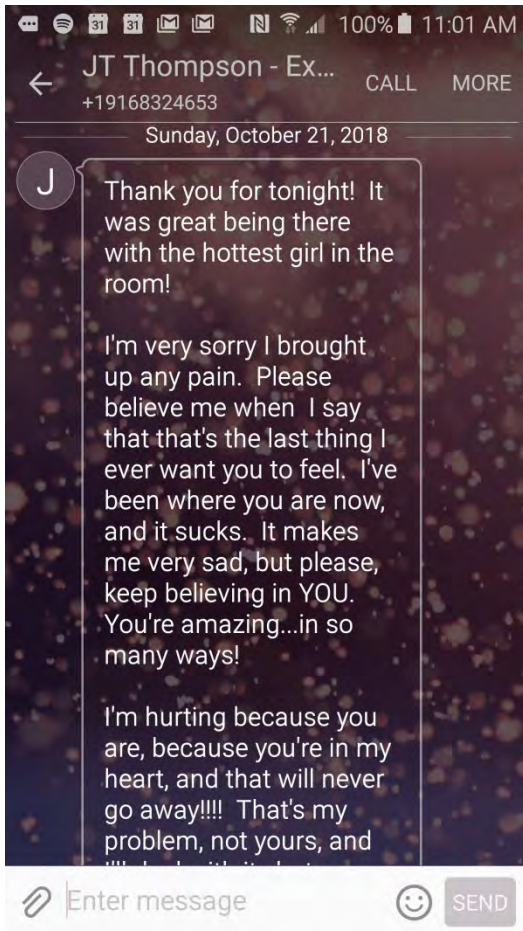 31 31 100% 11:01 AM
JT Thompson - Ex... CALL MORE
+19168324653
Sunday, October 21, 2018
J
Thank you for tonight!  It
was great being there
with the hottest girl in the
room!
I'm very sorry I brought
up any pain.  Please
believe me when  I say
that that's the last thing I
ever want you to feel.  I've
been where you are now,
and it sucks.  It makes
me very sad, but please,
keep believing in YOU.
You're amazing...in so
many ways!
I'm hurting because you
are, because you're in my
heart, and that will never
go away!!!!  That's my
problem, not yours, and
Enter message SEND